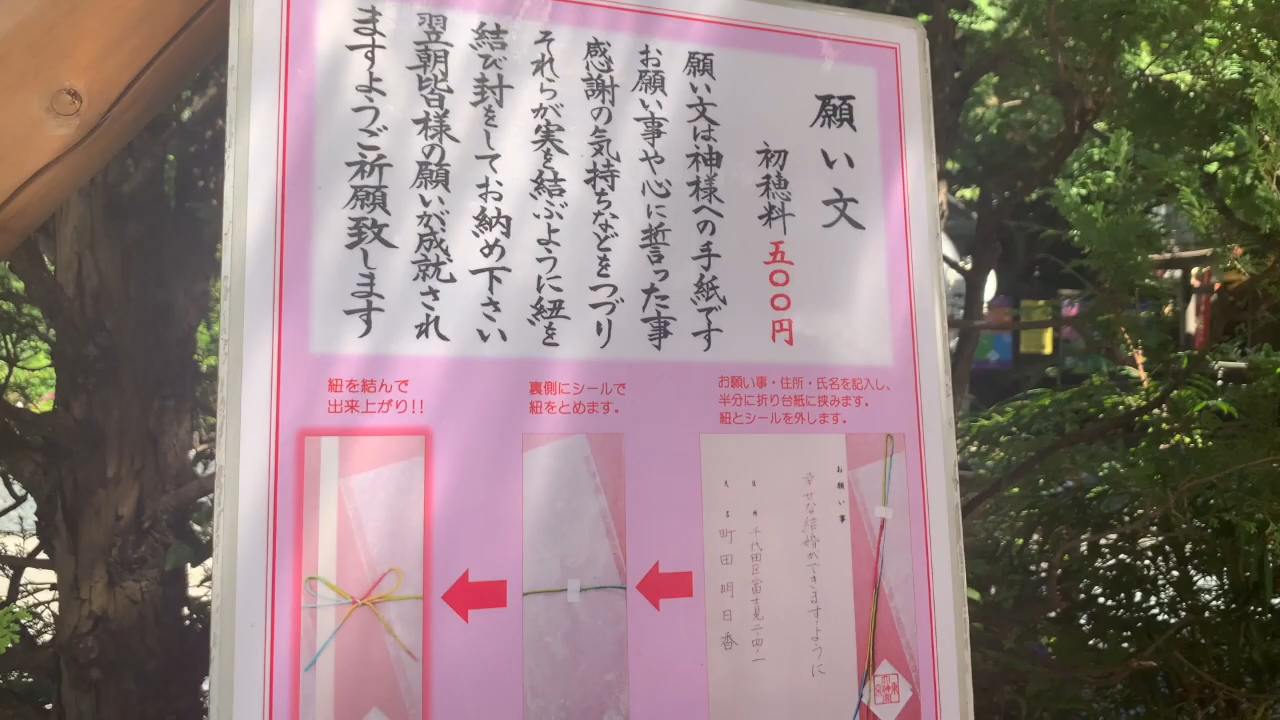 願い文
初穂料 五〇〇円
願い文は神様への手紙です
お願い事や心に誓った事
感謝の気持ちなどをつづり
それらが実を結ぶように紐を
結び封をしてお納め下さい
翌朝皆様の願いが成就され
ますようご祈願致します
お願い事・住所・氏名を記入し、
半分に折り台紙に挟みます。
紐とシールを外します。
裏側にシールで
紐をとめます。
紐を結んで
出来上がり!!
お願い事
幸せな結婚ができますように
住所 千代田区富士見二-四-一
氏名 町田明日香